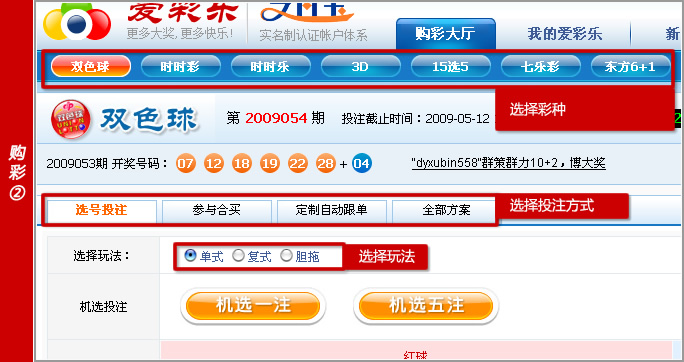 爱彩乐
更多大奖,更快乐!
支付宝
实名制认证帐户体系
购彩大厅
我的爱彩乐
新
双色球
时时彩
时时乐
3D
15选5
七乐彩
东方6+1
选择彩种
双色球
第 2009054 期
投注截止时间:2009-05-12 1
2009053期 开奖号码:
07 12 18 19 22 28 + 04
"dyxubin558"群策群力10+2,博大奖
购彩②
选号投注
参与合买
定制自动跟单
全部方案
选择投注方式
选择玩法:
单式
复式
胆拖
选择玩法
机选投注
机选一注
机选五注
红球